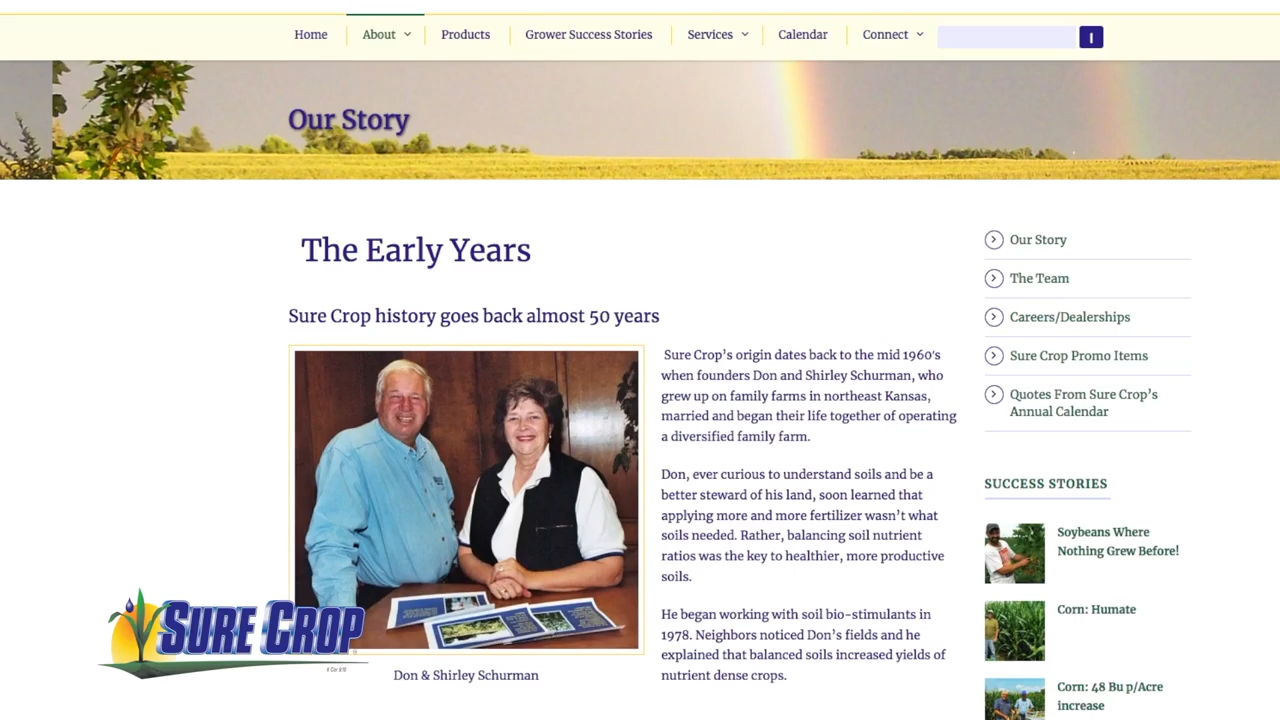 Home
About
Products
Grower Success Stories
Services
Calendar
Connect
Our Story
The Early Years
Sure Crop history goes back almost 50 years
Sure Crop’s origin dates back to the mid 1960's
when founders Don and Shirley Schurman, who
grew up on family farms in northeast Kansas,
married and began their life together of operating
a diversified family farm.
Don, ever curious to understand soils and be a
better steward of his land, soon learned that
applying more and more fertilizer wasn’t what
soils needed. Rather, balancing soil nutrient
ratios was the key to healthier, more productive
soils.
He began working with soil bio-stimulants in
1978. Neighbors noticed Don’s fields and he
explained that balanced soils increased yields of
nutrient dense crops.
Don & Shirley Schurman
SURE CROP
Our Story
The Team
Careers/Dealerships
Sure Crop Promo Items
Quotes From Sure Crop’s
Annual Calendar
SUCCESS STORIES
Soybeans Where
Nothing Grew Before!
Corn: Humate
Corn: 48 Bu p/Acre
increase